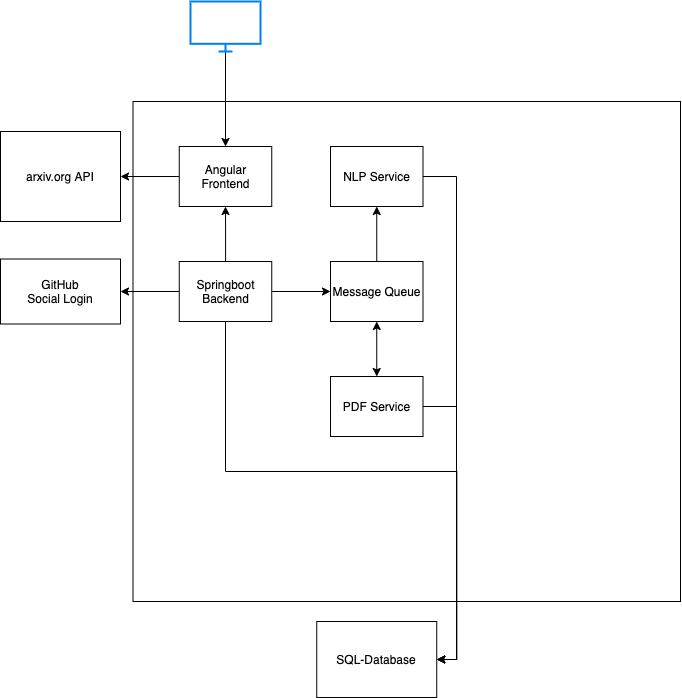 Angular
Frontend
NLP Service
arxiv.org API
Springboot
Backend
Message Queue
GitHub
Social Login
PDF Service
SQL-Database